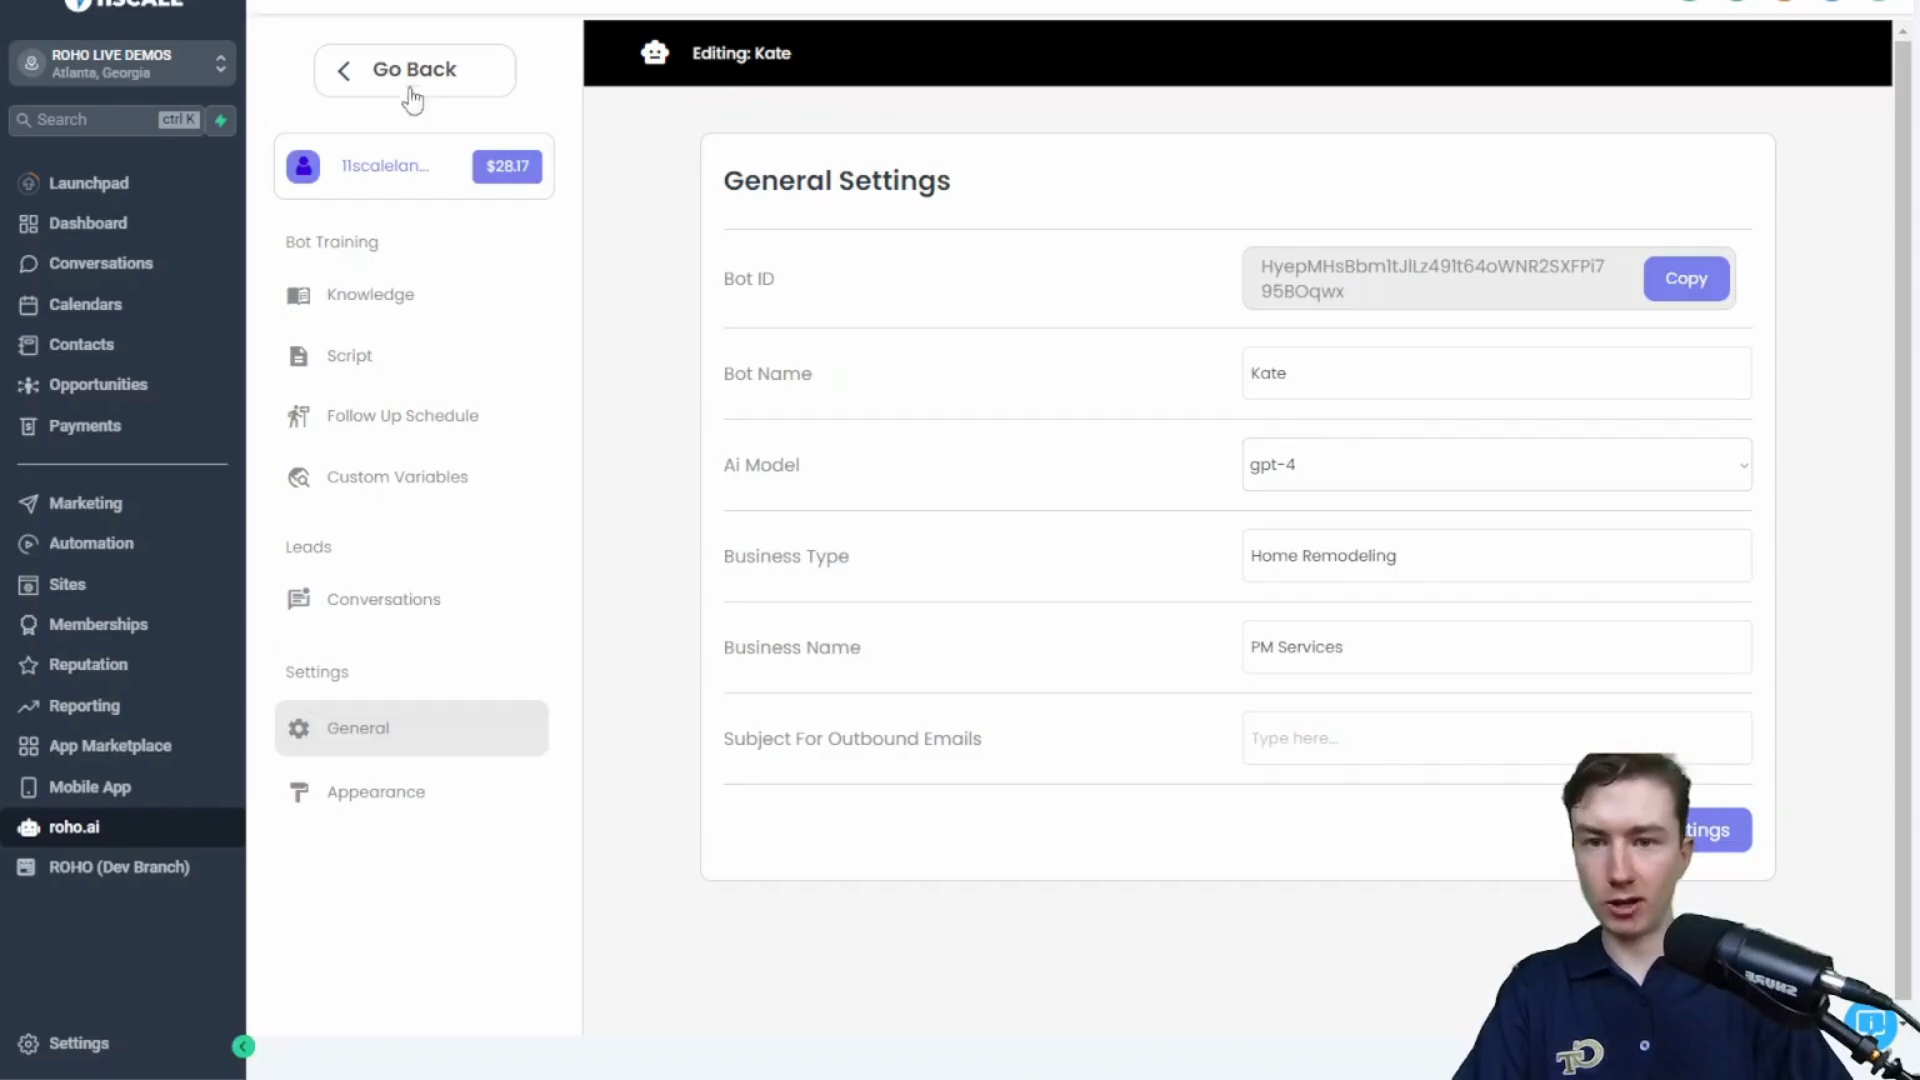 11SCALE
ROHO LIVE DEMOS
Atlanta, Georgia
Search
ctrl K
Launchpad
Dashboard
Conversations
Calendars
Contacts
Opportunities
Payments
Marketing
Automation
Sites
Memberships
Reputation
Reporting
App Marketplace
Mobile App
roho.ai
ROHO (Dev Branch)
Settings
Go Back
11scalelan...
$28.17
Bot Training
Knowledge
Script
Follow Up Schedule
Custom Variables
Leads
Conversations
Settings
General
Appearance
Editing: Kate
General Settings
Bot ID
HyepMHsBbm1tJlLz491t64oWNR2SXFPi7
95BOqwx
Copy
Bot Name
Kate
Ai Model
gpt-4
Business Type
Home Remodeling
Business Name
PM Services
Subject For Outbound Emails
Type here...
tings
SHURE